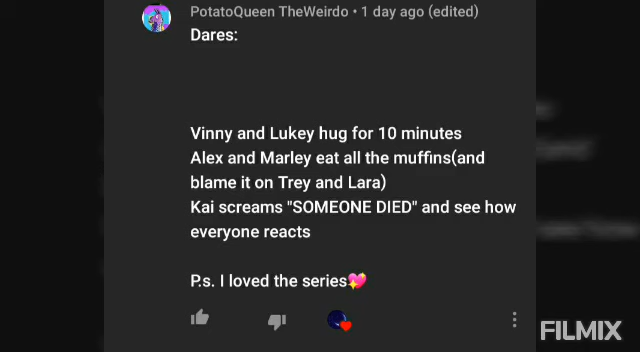 PotatoQueen TheWeirdo • 1 day ago (edited)
Dares:
Vinny and Lukey hug for 10 minutes
Alex and Marley eat all the muffins(and
blame it on Trey and Lara)
Kai screams "SOMEONE DIED" and see how
everyone reacts
P.s. I loved the series💖
FILMIX